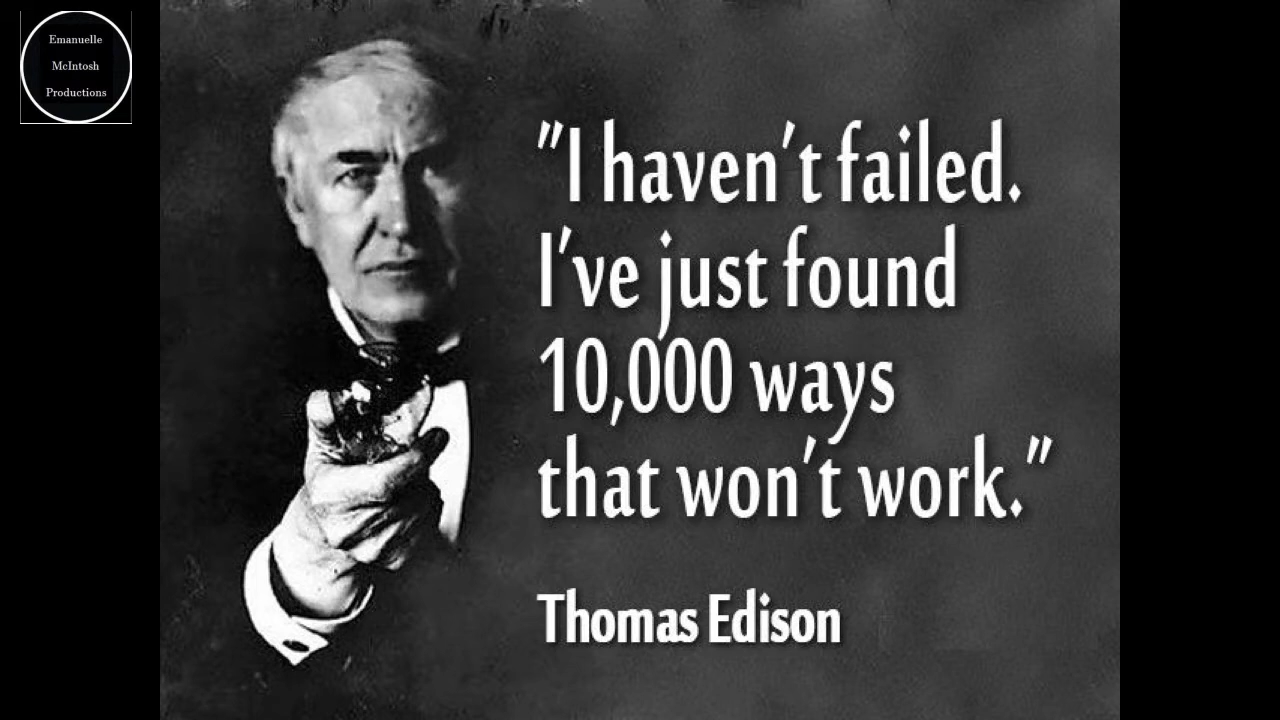 Emanuelle
McIntosh
Productions
"I haven't failed.
I've just found
10,000 ways
that won't work."
Thomas Edison